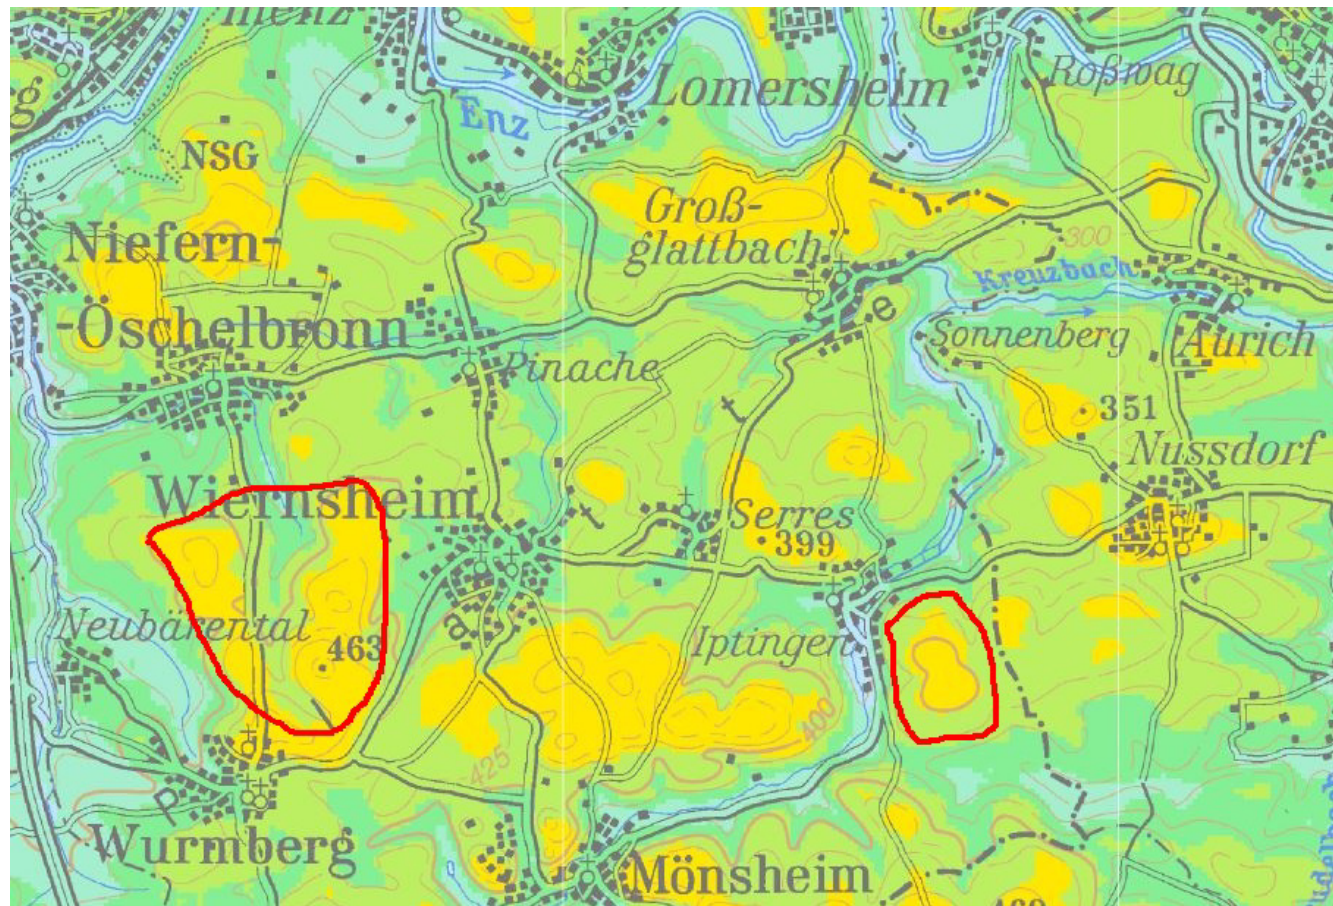 Lomersheim
Roßwag
Enz
g
NSG
Groß-
glattbach
Niefern-
300
Kreuzbach
-Öschelbronn
e
Sonnenberg
Aurich
Pinache
t
351
Nussdorf
Wiernsheim
t
Serres
399
Neubärental
a
Iptingen
463
400
425
P
Wurmberg
Mönsheim